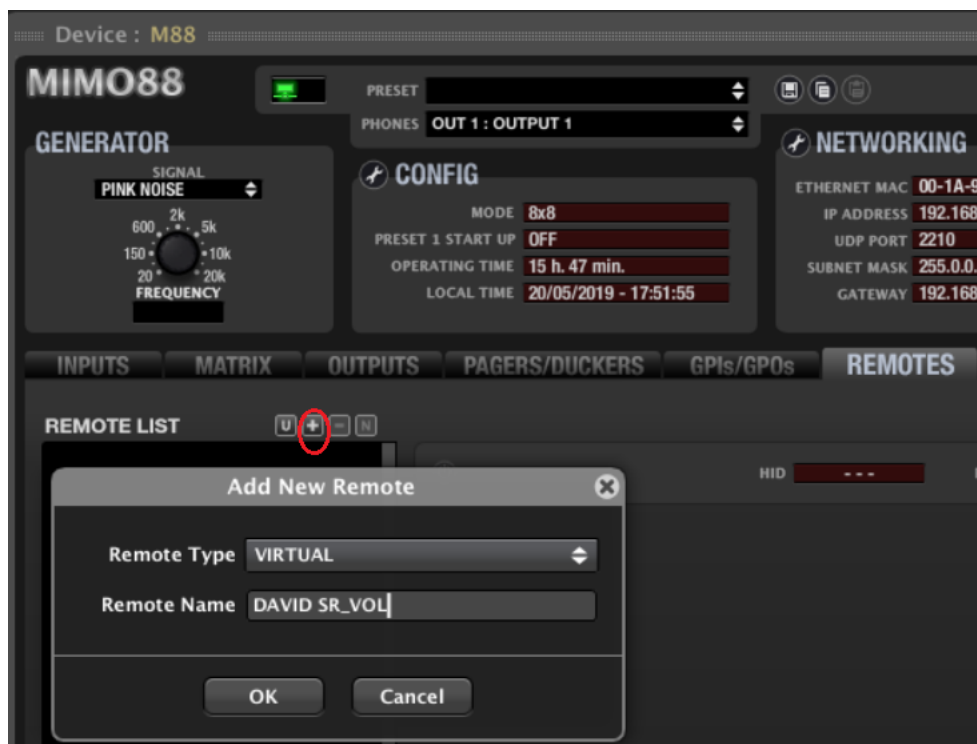 Device : M88
MIMO88
PRESET
PHONES OUT 1 : OUTPUT 1
GENERATOR
SIGNAL
PINK NOISE
2k
600 5k
150 10k
20 20k
FREQUENCY
CONFIG
MODE 8x8
PRESET 1 START UP OFF
OPERATING TIME 15 h. 47 min.
LOCAL TIME 20/05/2019 - 17:51:55
NETWORKING
ETHERNET MAC 00-1A-9
IP ADDRESS 192.168
UDP PORT 2210
SUBNET MASK 255.0.0.
GATEWAY 192.168
INPUTS MATRIX OUTPUTS PAGERS/DUCKERS GPIs/GPOs REMOTES
REMOTE LIST U + - N
HID ---
Add New Remote
Remote Type VIRTUAL
Remote Name DAVID SR_VOL
OK Cancel